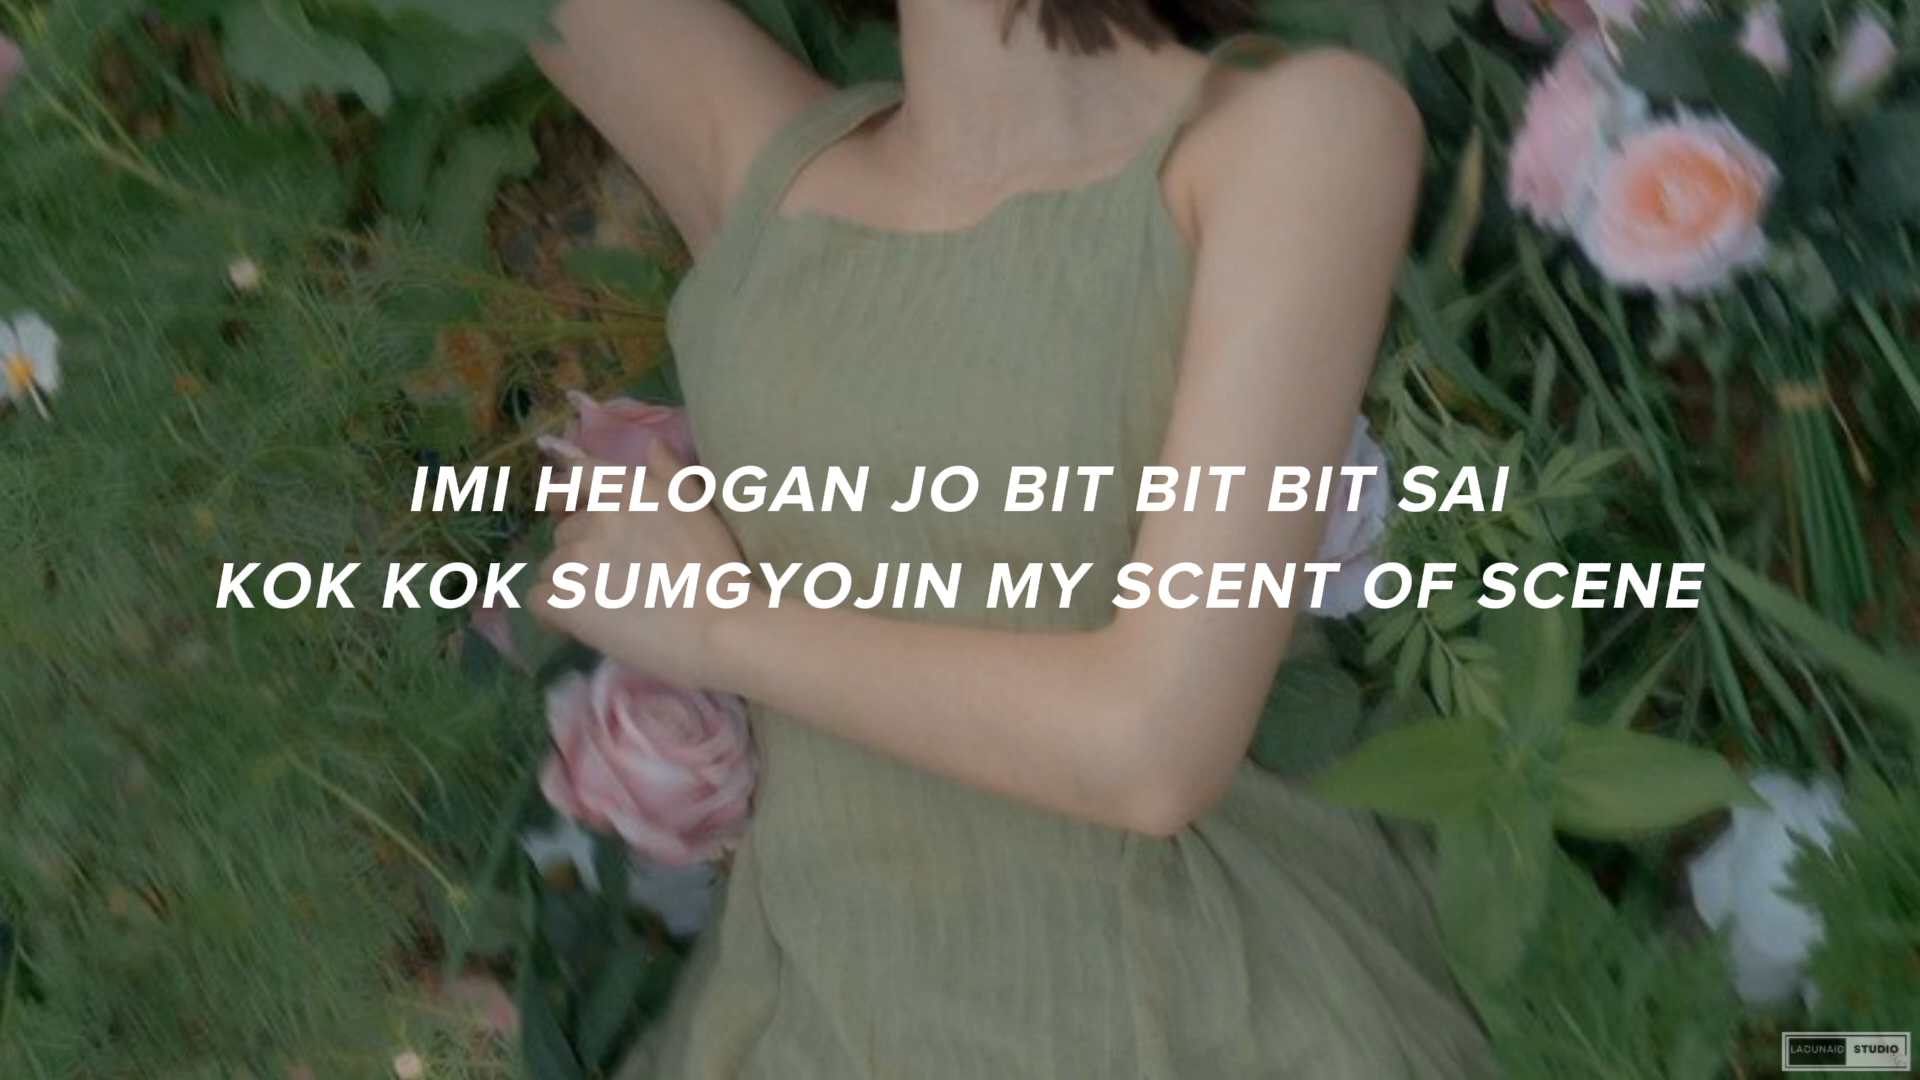 IMI HELOGAN JO BIT BIT BIT SAI
KOK KOK SUMGYOJIN MY SCENT OF SCENE
LACUNAID STUDIO